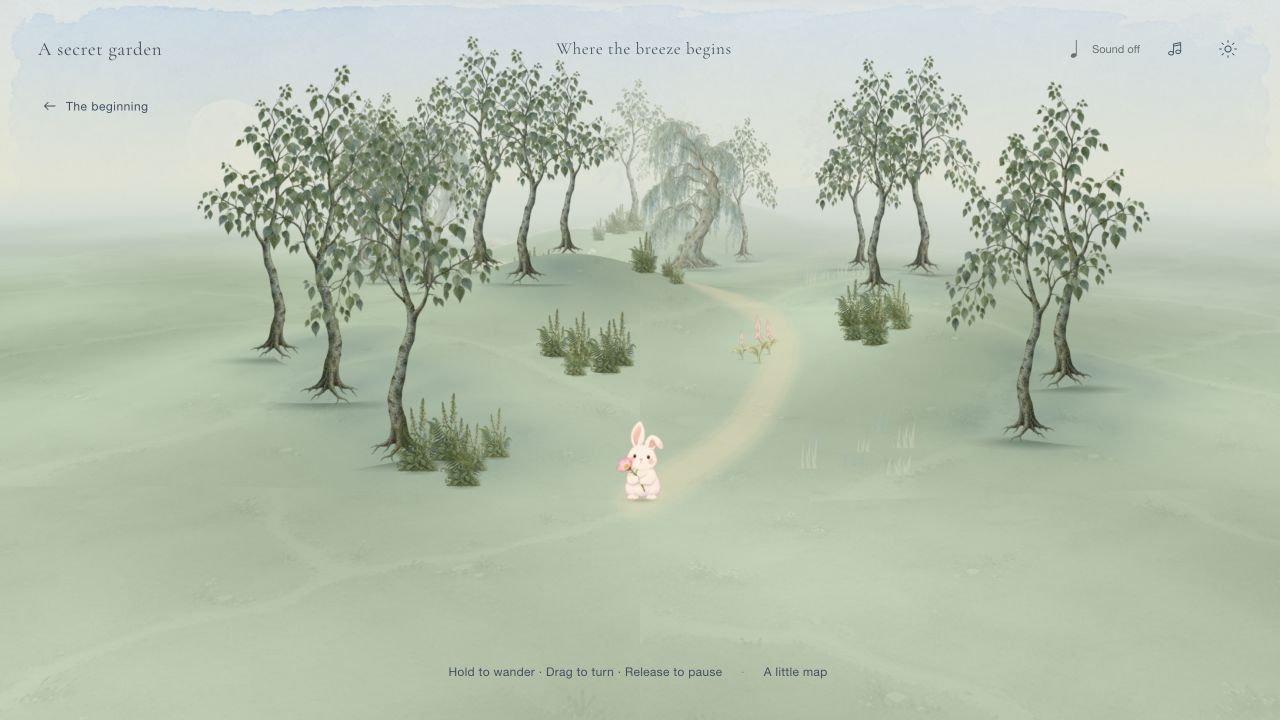 A secret garden
Where the breeze begins
Sound off
The beginning
Hold to wander · Drag to turn · Release to pause · A little map